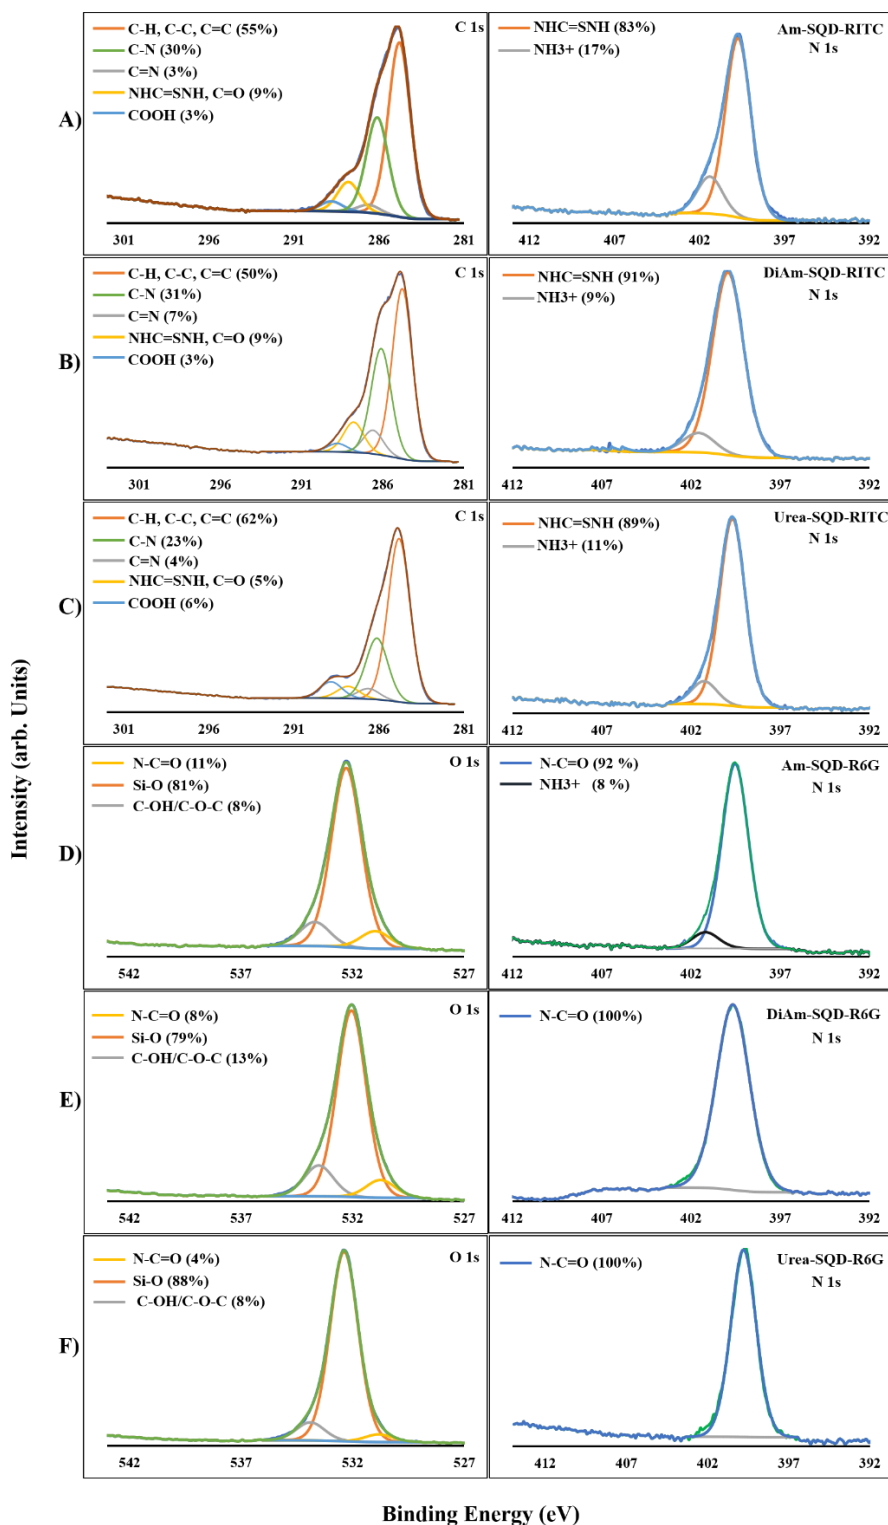 Intensity (arb. Units)
A)
C-H, C-C, C=C (55%)
C 1s
C-N (30%)
C=N (3%)
NHC=SNH, C=O (9%)
COOH (3%)
301 296 291 286 281
NHC=SNH (83%)
Am-SQD-RITC
NH3+ (17%)
N 1s
412 407 402 397 392
B)
C-H, C-C, C=C (50%)
C 1s
C-N (31%)
C=N (7%)
NHC=SNH, C=O (9%)
COOH (3%)
301 296 291 286 281
NHC=SNH (91%)
DiAm-SQD-RITC
NH3+ (9%)
N 1s
407 402 397 392
C)
C-H, C-C, C=C (62%)
C 1s
C-N (23%)
C=N (4%)
NHC=SNH, C=O (5%)
COOH (6%)
301 296 291 286 281
NHC=SNH (89%)
Urea-SQD-RITC
NH3+ (11%)
N 1s
412 407 402 397 392
D)
N-C=O (11%)
O 1s
Si-O (81%)
C-OH/C-O-C (8%)
542 537 532 527
N-C=O (92 %)
Am-SQD-R6G
NH3+ (8 %)
N 1s
412 407 402 397 392
E)
N-C=O (8%)
O 1s
Si-O (79%)
C-OH/C-O-C (13%)
542 537 532 527
N-C=O (100%)
DiAm-SQD-R6G
N 1s
412 407 402 397 392
F)
N-C=O (4%)
O 1s
Si-O (88%)
C-OH/C-O-C (8%)
542 537 532 527
N-C=O (100%)
Urea-SQD-R6G
N 1s
412 407 402 397 392
Binding Energy (eV)